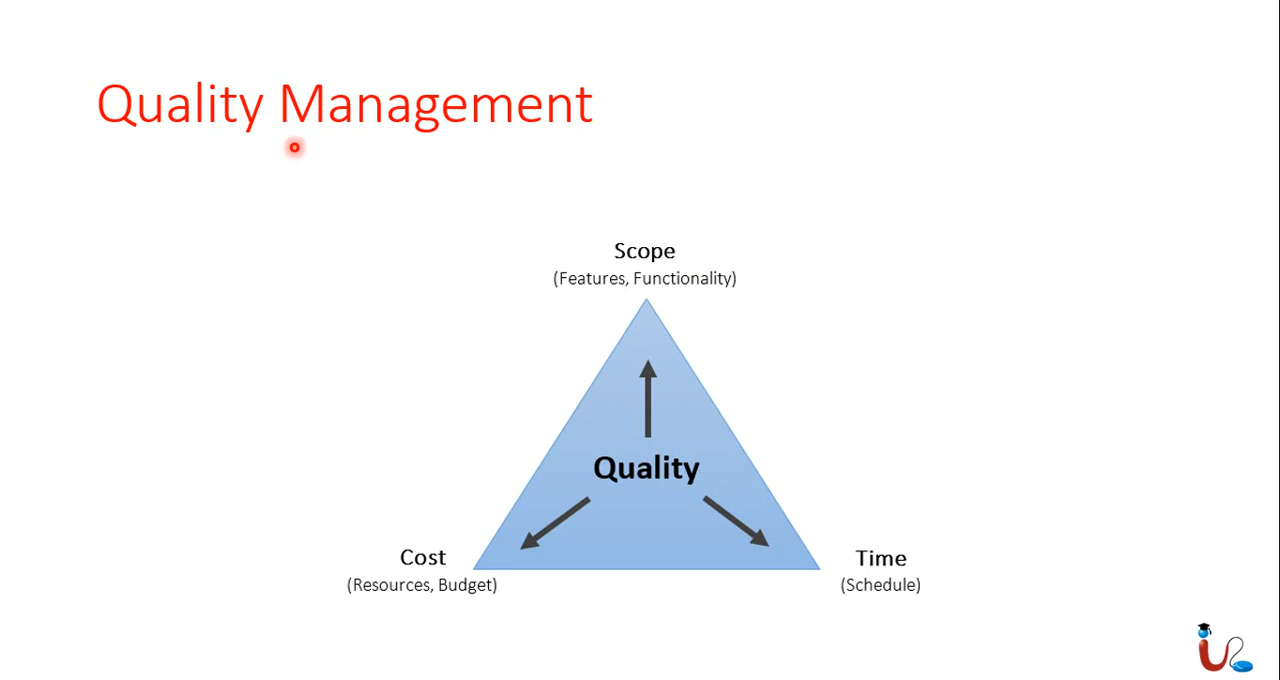 Quality Management
Scope
(Features, Functionality)
Quality
Cost
(Resources, Budget)
Time
(Schedule)